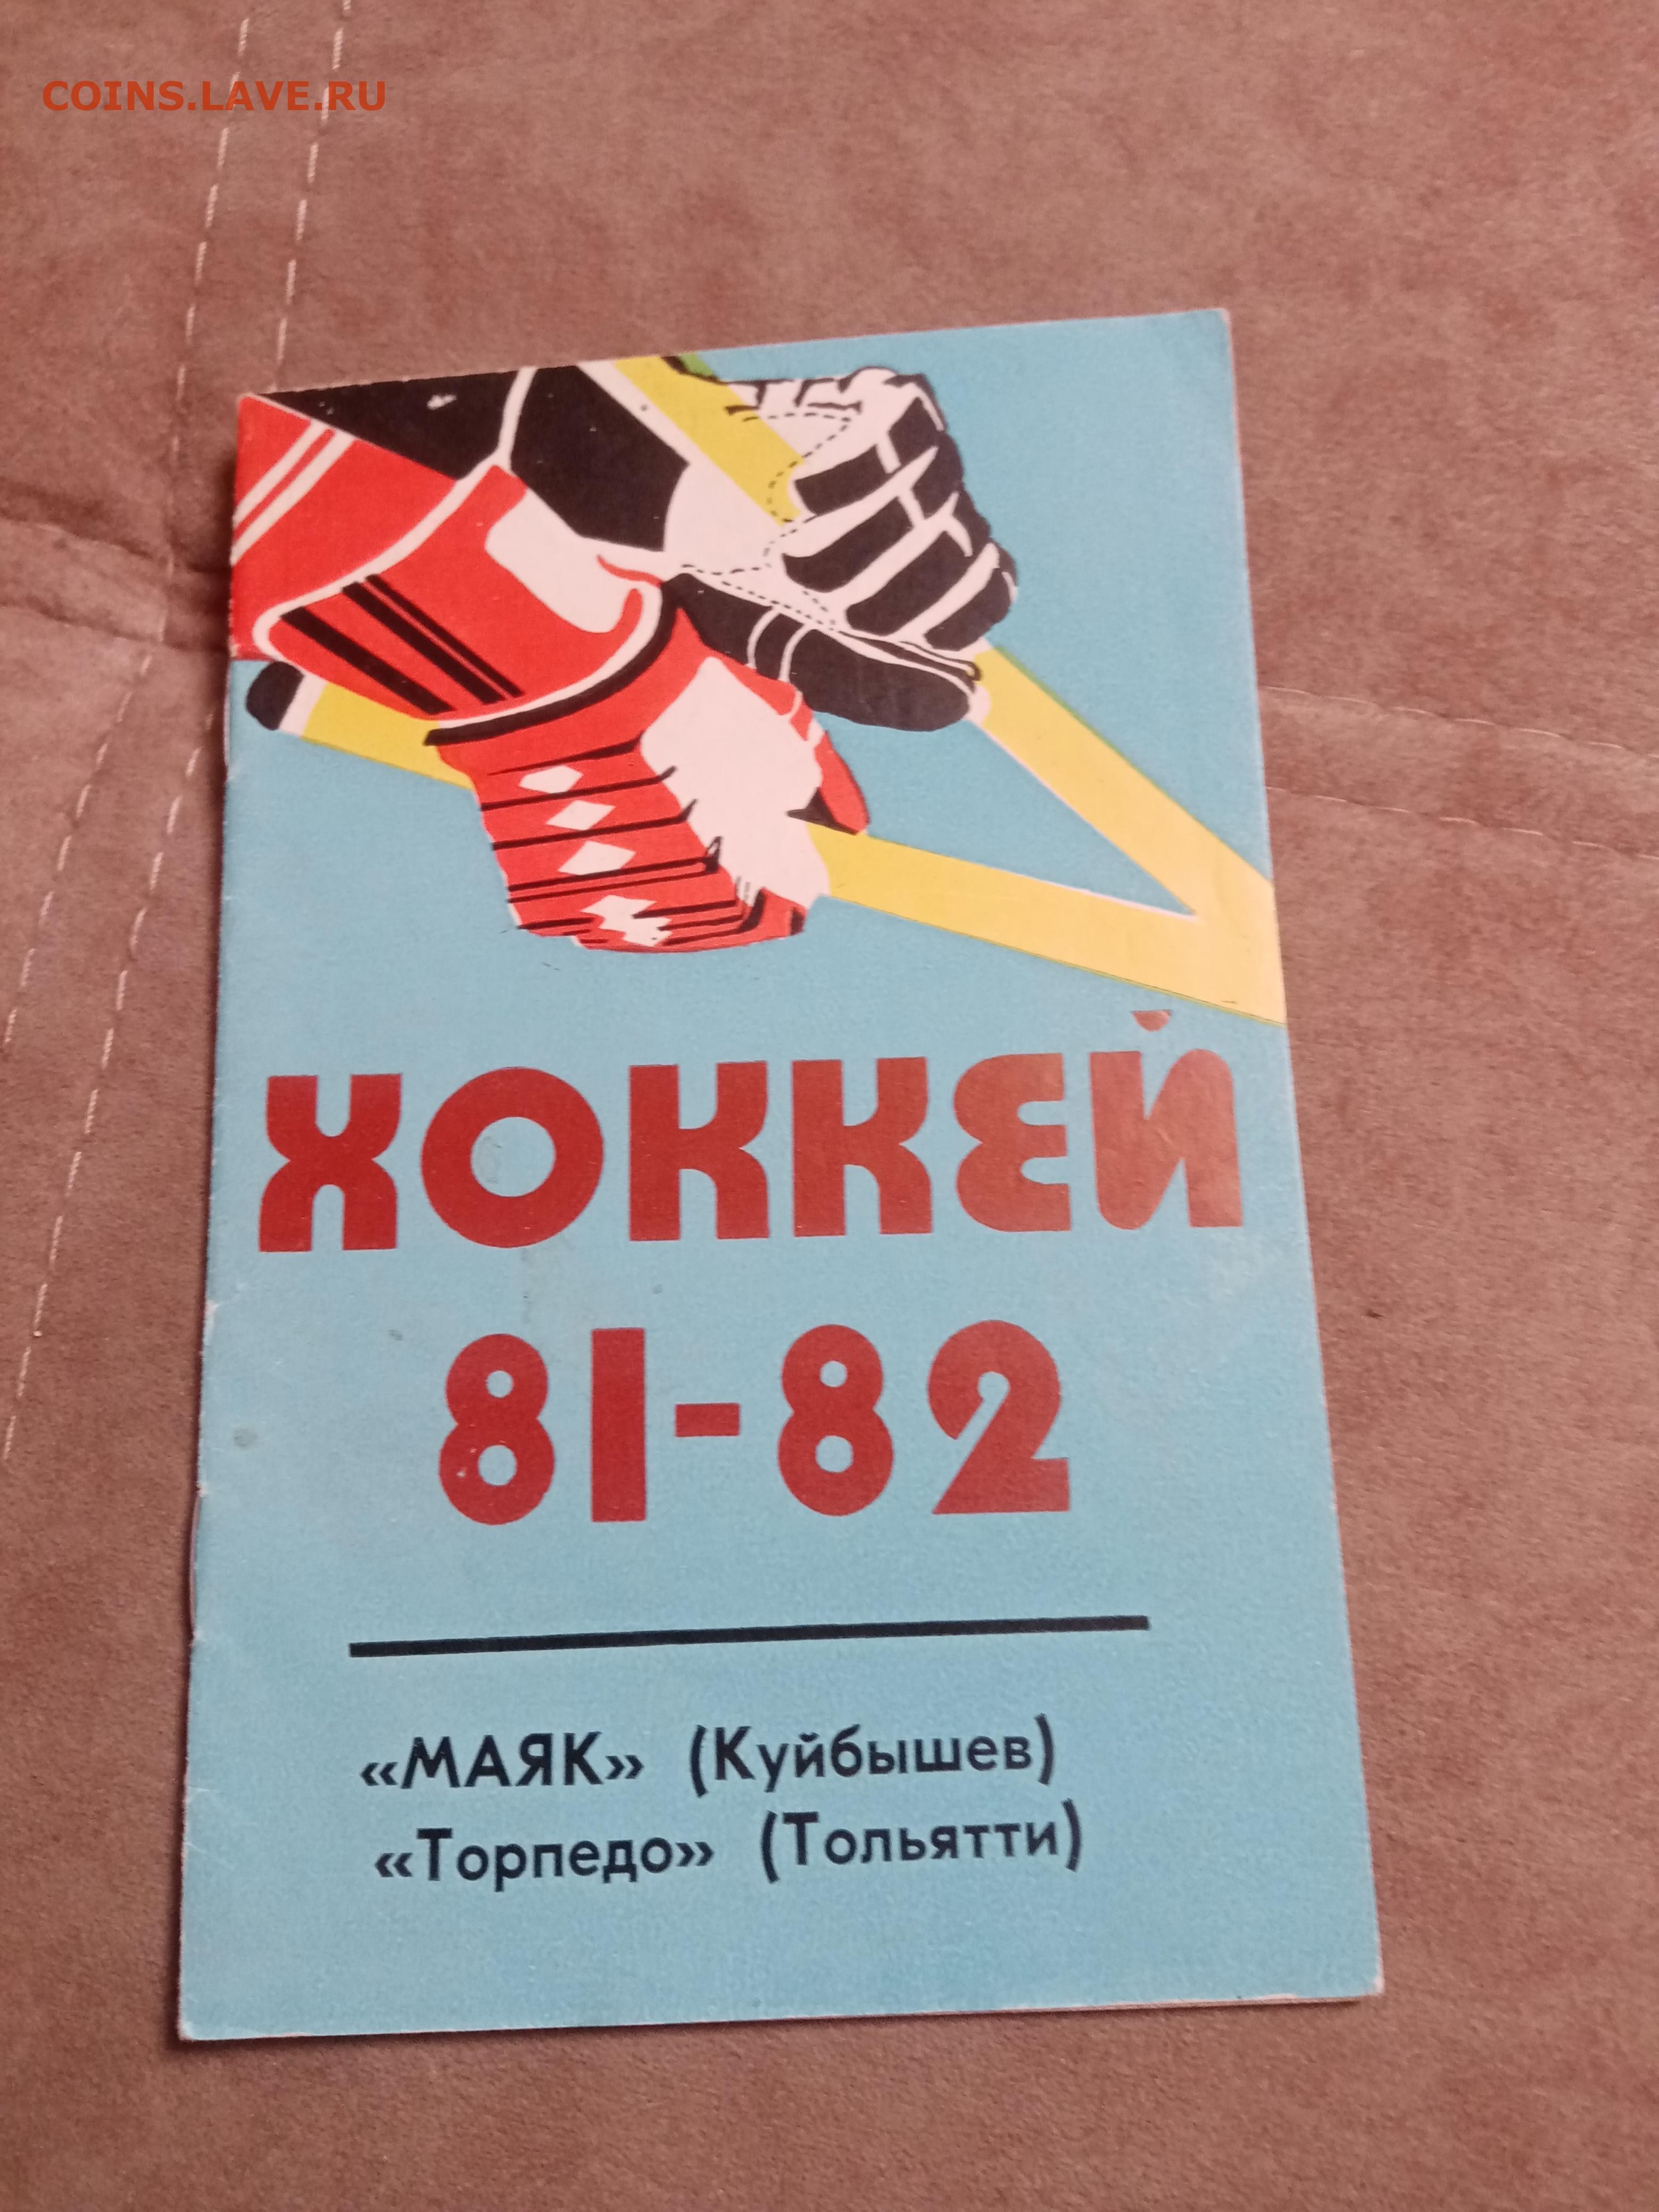 COINS.LAVE.RU
ХОККЕЙ
81-82
«МАЯК» (Куйбышев)
«Торпедо» (Тольятти)